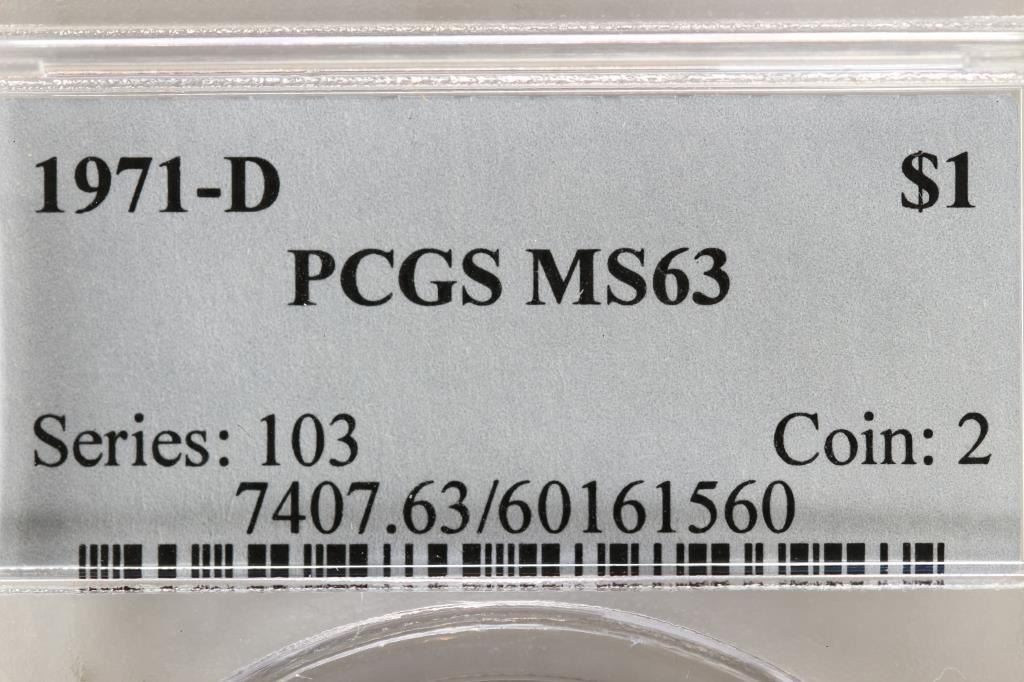 1971-D $1
PCGS MS63
Series: 103 Coin: 2
7407.63/60161560